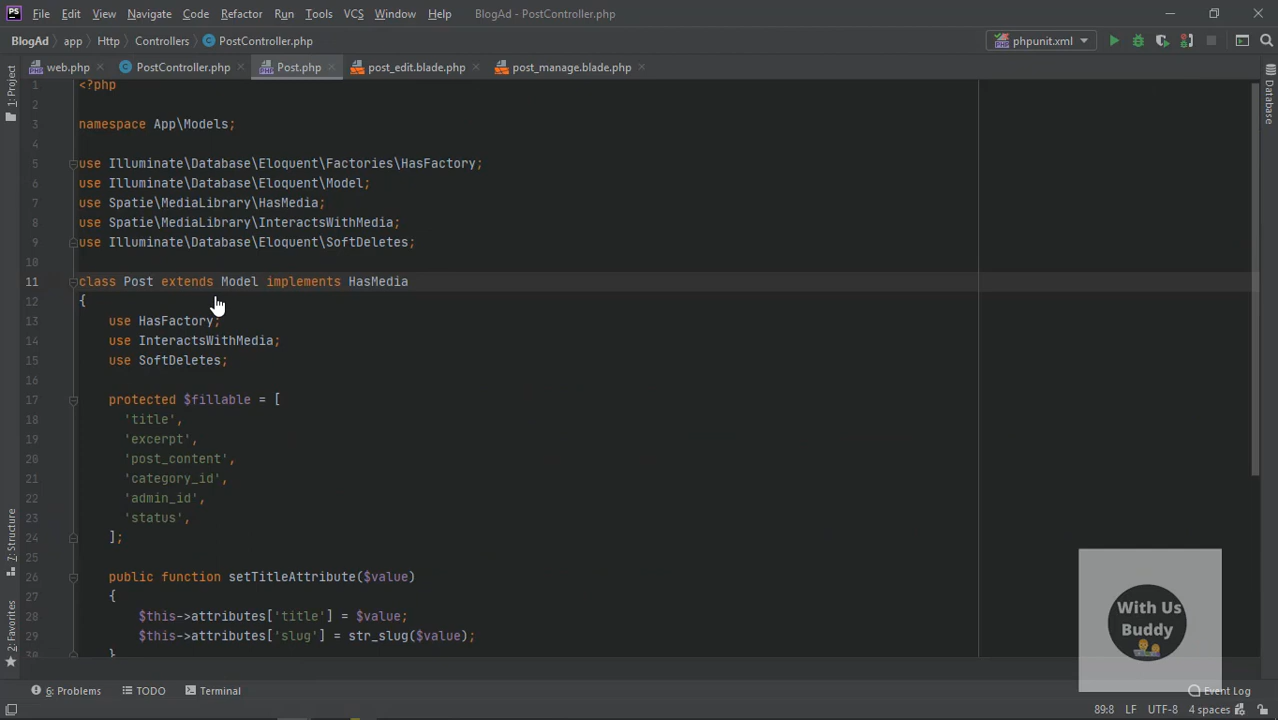 File Edit View Navigate Code Refactor Run Tools VCS Window Help BlogAd - PostController.php
BlogAd app Http Controllers PostController.php phpunit.xml
web.php PostController.php Post.php post_edit.blade.php post_manage.blade.php
1: Project
Database
1 <?php
2
3 namespace App\Models;
4
5 use Illuminate\Database\Eloquent\Factories\HasFactory;
6 use Illuminate\Database\Eloquent\Model;
7 use Spatie\MediaLibrary\HasMedia;
8 use Spatie\MediaLibrary\InteractsWithMedia;
9 use Illuminate\Database\Eloquent\SoftDeletes;
10
11 class Post extends Model implements HasMedia
12 {
13 use HasFactory;
14 use InteractsWithMedia;
15 use SoftDeletes;
16
17 protected $fillable = [
18 'title',
19 'excerpt',
20 'post_content',
21 'category_id',
22 'admin_id',
23 'status',
24 ];
25
26 public function setTitleAttribute($value)
27 {
28 $this->attributes['title'] = $value;
29 $this->attributes['slug'] = str_slug($value);
30 }
Z: Structure
2: Favorites
With Us
Buddy
6: Problems TODO Terminal Event Log
89:8 LF UTF-8 4 spaces